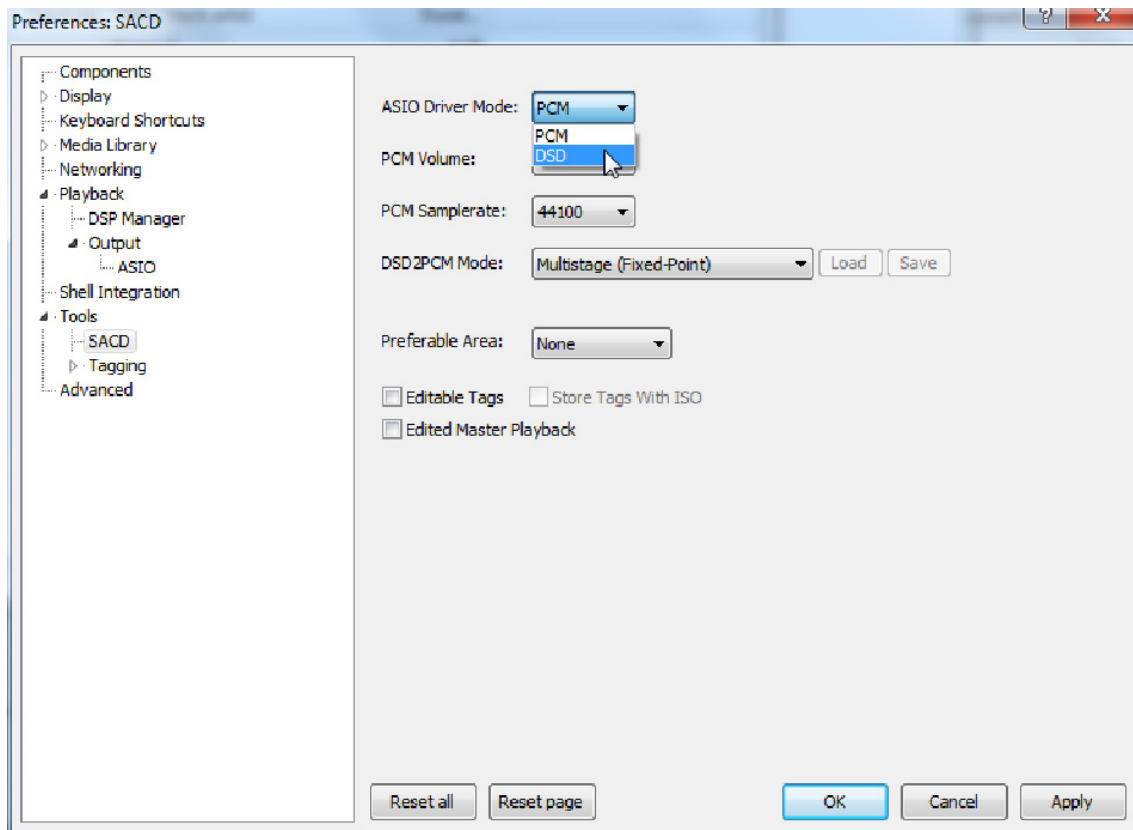 Preferences: SACD
? X
Components
Display
Keyboard Shortcuts
Media Library
Networking
Playback
DSP Manager
Output
ASIO
Shell Integration
Tools
SACD
Tagging
Advanced
ASIO Driver Mode: PCM
PCM
DSD
PCM Volume:
PCM Samplerate: 44100
DSD2PCM Mode: Multistage (Fixed-Point) Load Save
Preferable Area: None
Editable Tags Store Tags With ISO
Edited Master Playback
Reset all Reset page OK Cancel Apply